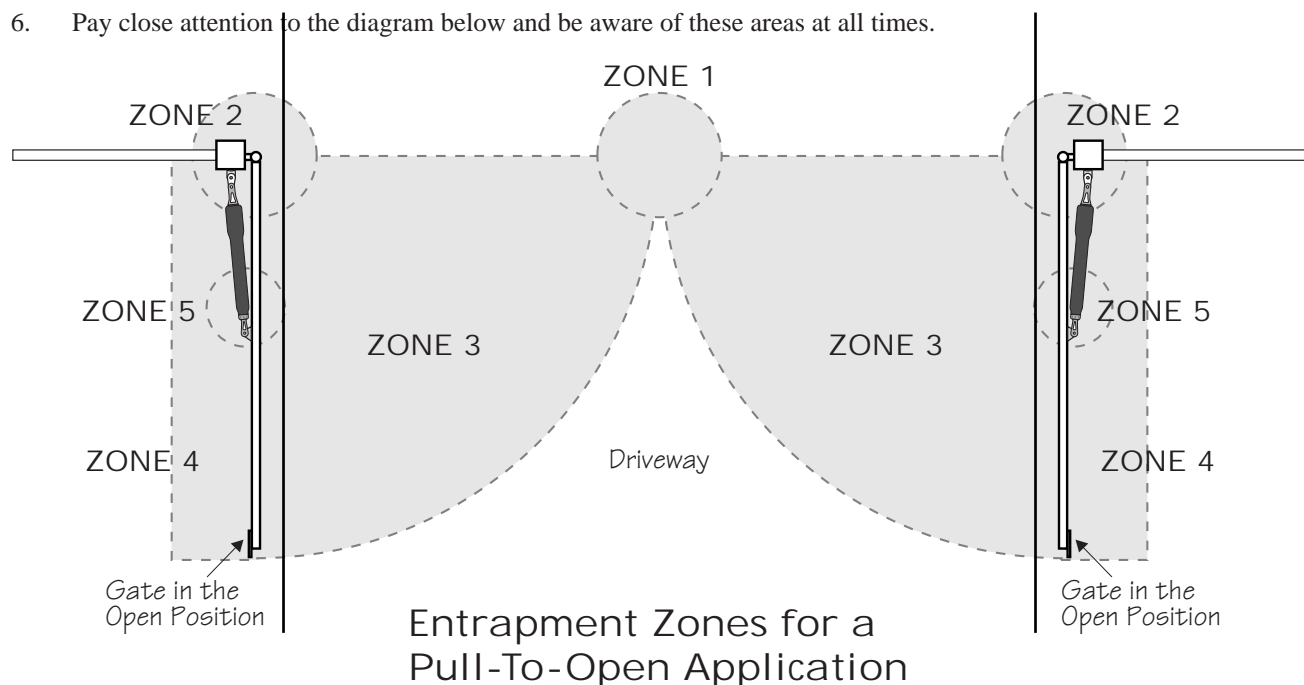 6. Pay close attention to the diagram below and be aware of these areas at all times.
ZONE 1
ZONE 2
ZONE 2
ZONE 5
ZONE 5
ZONE 3
ZONE 3
ZONE 4
Driveway
ZONE 4
Gate in the
Open Position
Gate in the
Open Position
Entrapment Zones for a
Pull-To-Open Application